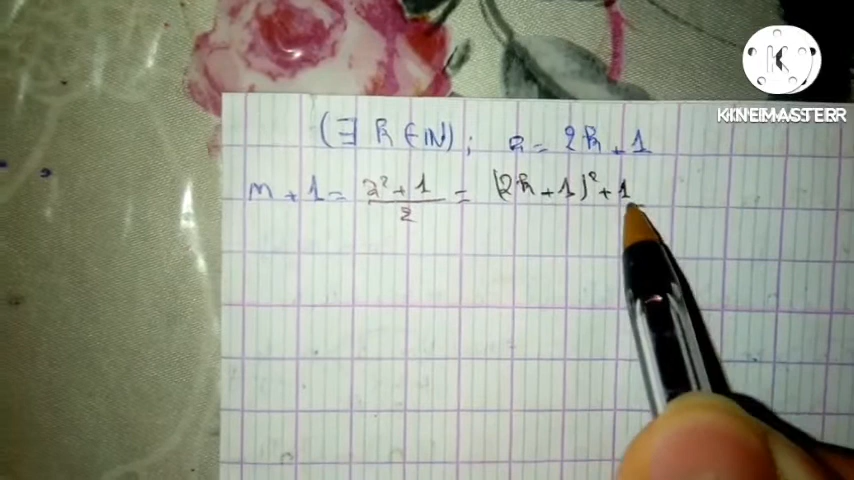 KINEMASTER
(∃ k ∈ ℕ) ; a = 2k + 1
n + 1 = (a² + 1)/2 = (2k + 1)² + 1